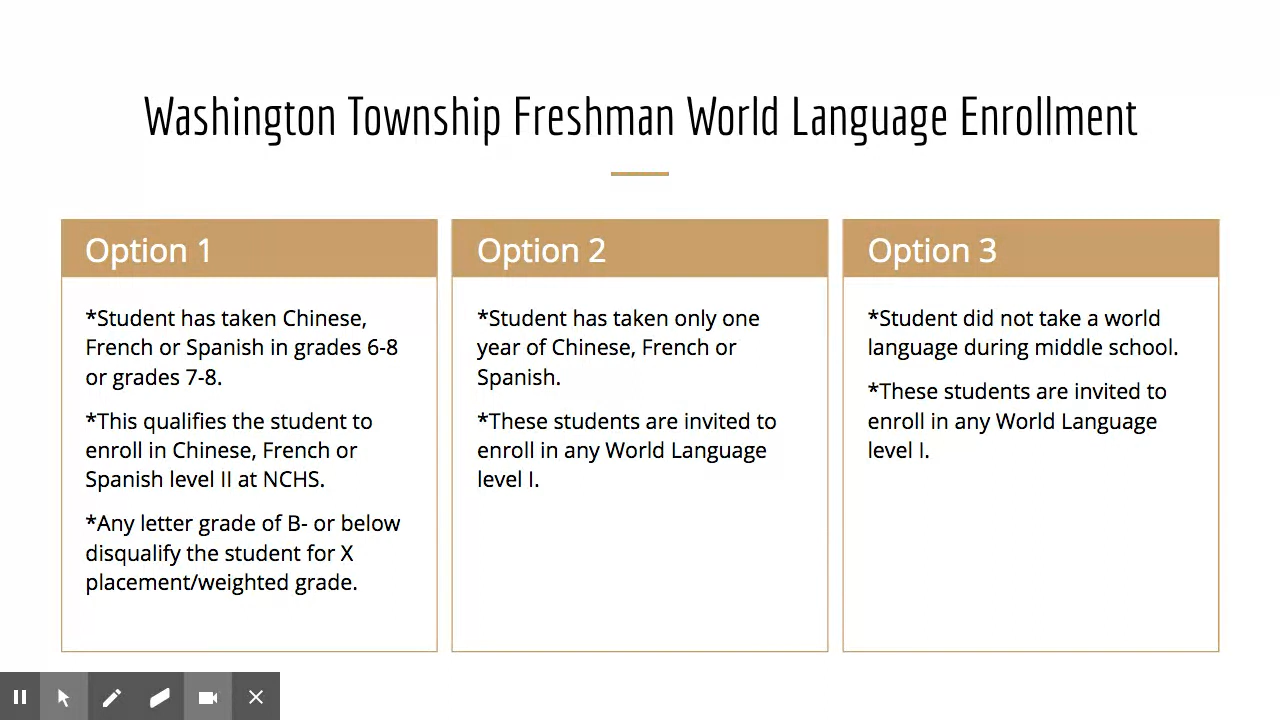 Washington Township Freshman World Language Enrollment
Option 1
*Student has taken Chinese,
French or Spanish in grades 6-8
or grades 7-8.
*This qualifies the student to
enroll in Chinese, French or
Spanish level II at NCHS.
*Any letter grade of B- or below
disqualify the student for X
placement/weighted grade.
Option 2
*Student has taken only one
year of Chinese, French or
Spanish.
*These students are invited to
enroll in any World Language
level I.
Option 3
*Student did not take a world
language during middle school.
*These students are invited to
enroll in any World Language
level I.